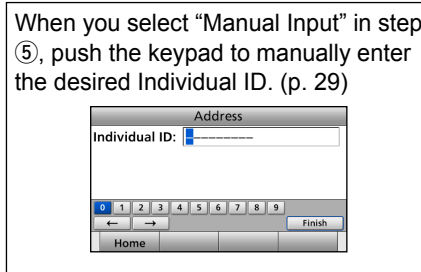 When you select “Manual Input” in step
⑤, push the keypad to manually enter
the desired Individual ID. (p. 29)
Address
Individual ID: ---------
0 1 2 3 4 5 6 7 8 9
← → Finish
Home